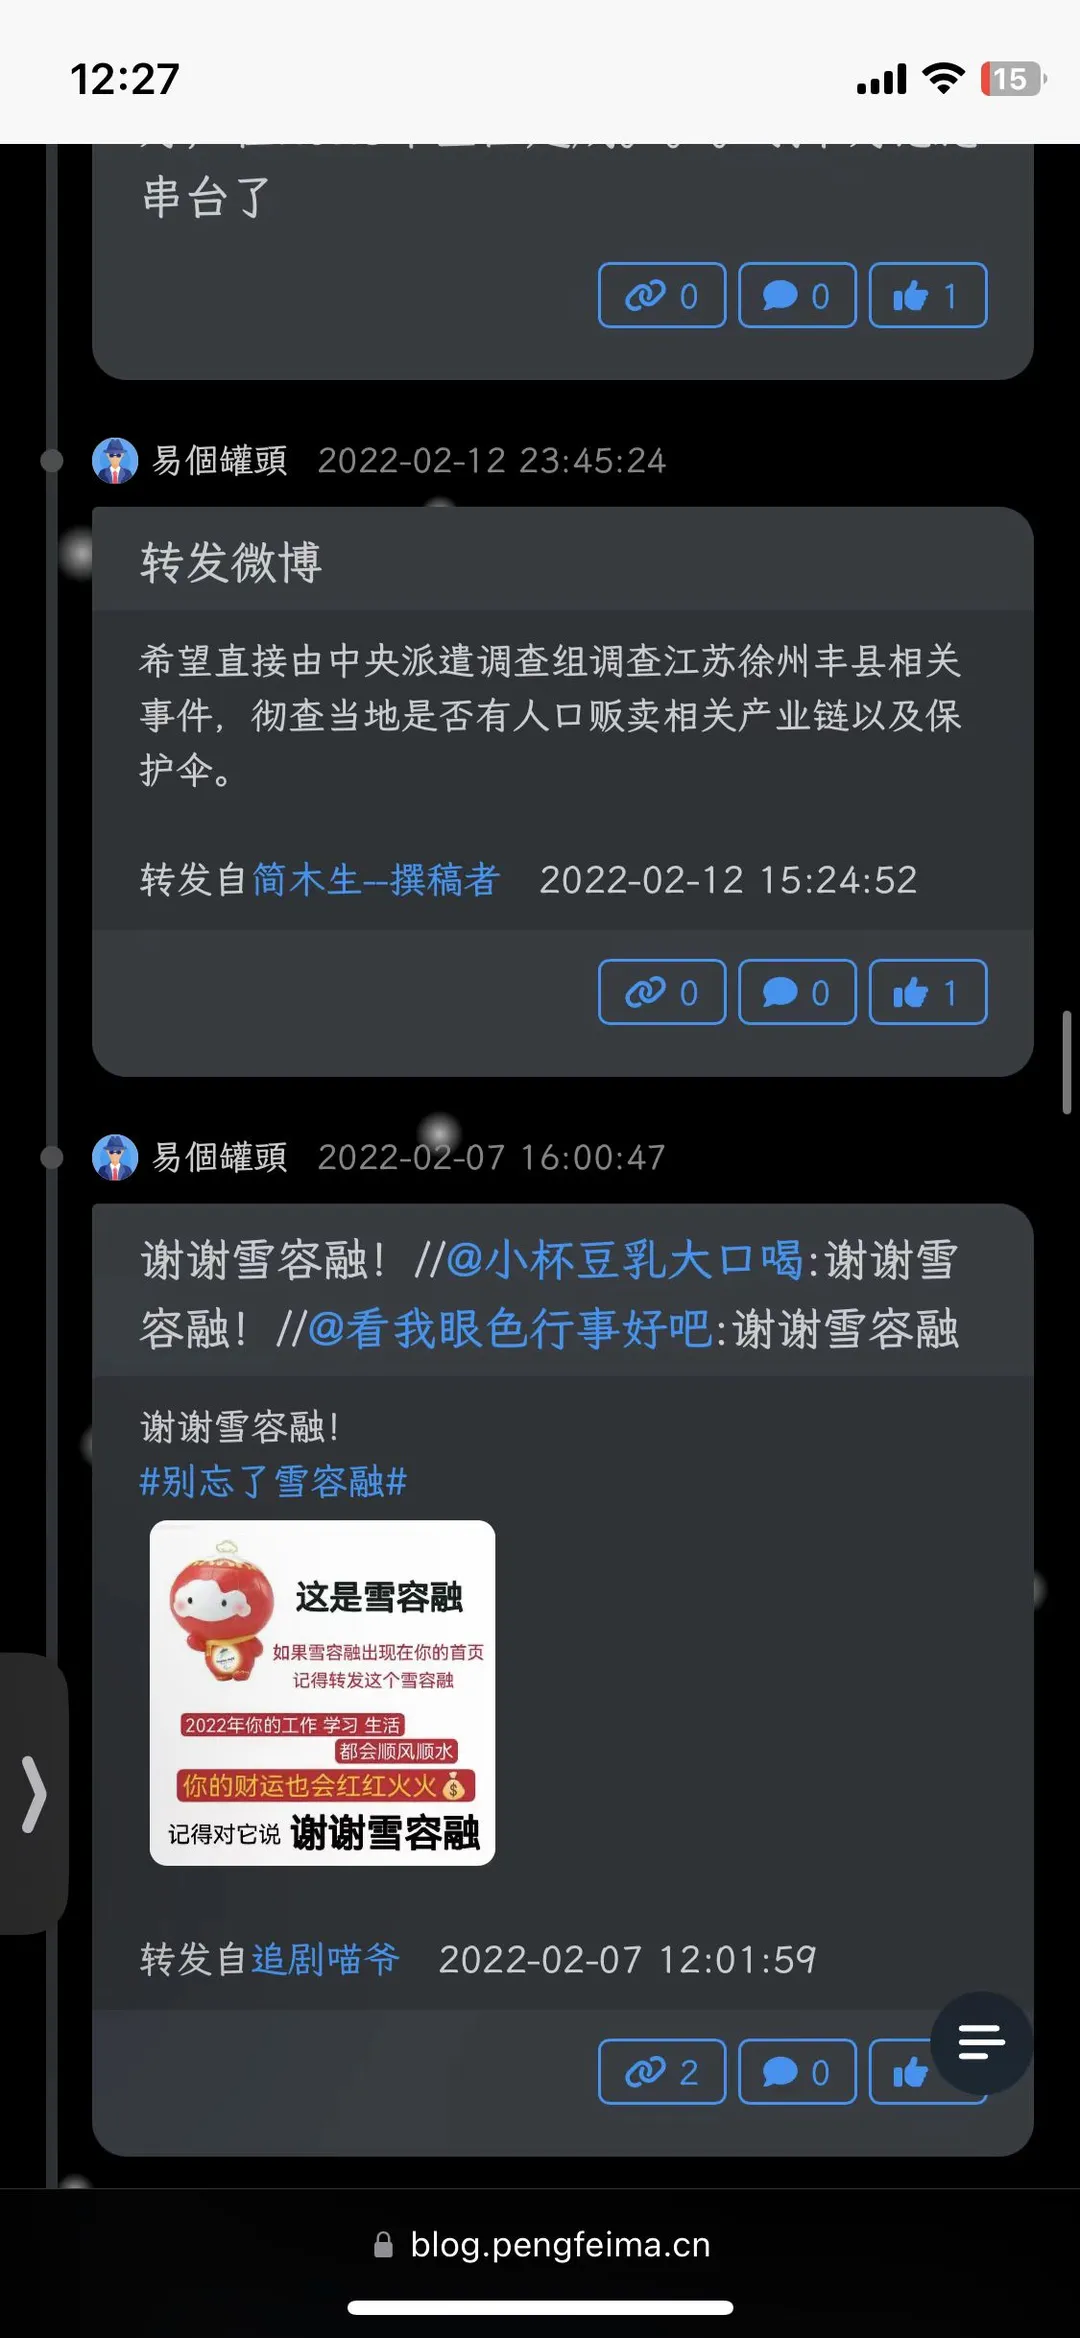 12:27
15
串台了
0 0 1
易個罐頭 2022-02-12 23:45:24
转发微博
希望直接由中央派遣调查组调查江苏徐州丰县相关
事件，彻查当地是否有人口贩卖相关产业链以及保
护伞。
转发自简木生—撰稿者 2022-02-12 15:24:52
0 0 1
易個罐頭 2022-02-07 16:00:47
谢谢雪容融！//@小杯豆乳大口喝:谢谢雪
容融！//@看我眼色行事好吧:谢谢雪容融
谢谢雪容融！
#别忘了雪容融#
这是雪容融
如果雪容融出现在你的首页
记得转发这个雪容融
2022年你的工作 学习 生活
都会顺风顺水
你的财运也会红红火火
记得对它说 谢谢雪容融
转发自追剧喵爷 2022-02-07 12:01:59
2 0
blog.pengfeima.cn